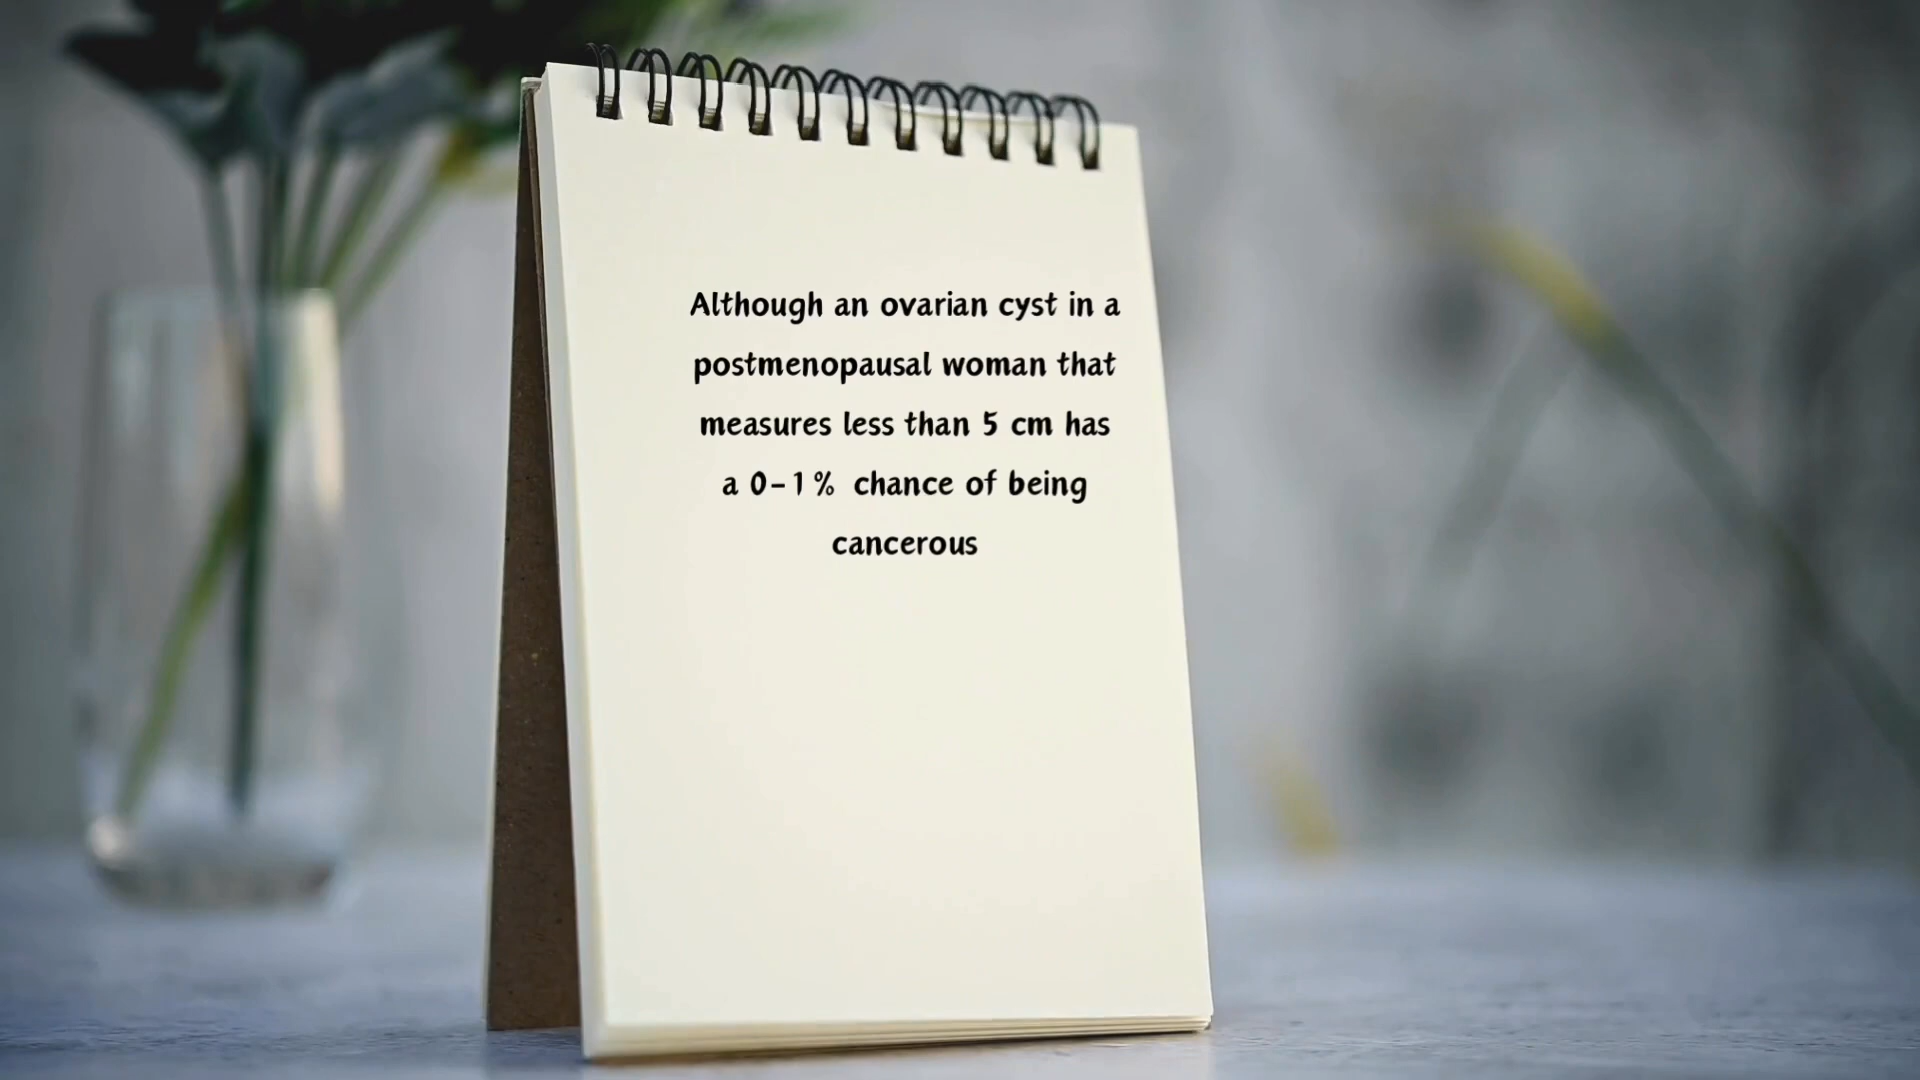 Although an ovarian cyst in a
postmenopausal woman that
measures less than 5 cm has
a 0-1% chance of being
cancerous